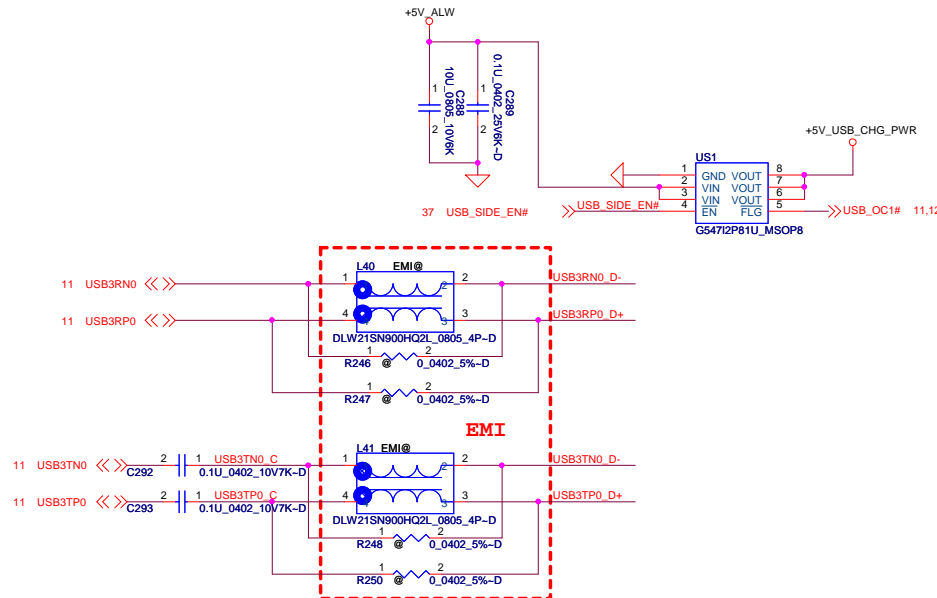 +5V_ALW
10U_0805_10V6K
C288
1
2
0.1U_0402_25V6K~D
C289
1
2
+5V_USB_CHG_PWR
US1
1 GND VOUT 8
2 VIN VOUT 7
3 VIN VOUT 6
4 EN FLG 5
G547I2P81U_MSOP8
37 USB_SIDE_EN#
USB_SIDE_EN#
USB_OC1# 11,12
L40 EMI@
11 USB3RN0
1 2 2
USB3RN0_D-
11 USB3RP0
4 3 3
USB3RP0_D+
DLW21SN900HQ2L_0805_4P~D
1 2
R246 @ 0_0402_5%~D
1 2
R247 @ 0_0402_5%~D
EMI
L41 EMI@
11 USB3TN0
2 1
C292 0.1U_0402_10V7K~D
USB3TN0_C
1 2 2
USB3TN0_D-
11 USB3TP0
2 1
C293 0.1U_0402_10V7K~D
USB3TP0_C
4 3 3
USB3TP0_D+
DLW21SN900HQ2L_0805_4P~D
1 2
R248 @ 0_0402_5%~D
1 2
R250 @ 0_0402_5%~D